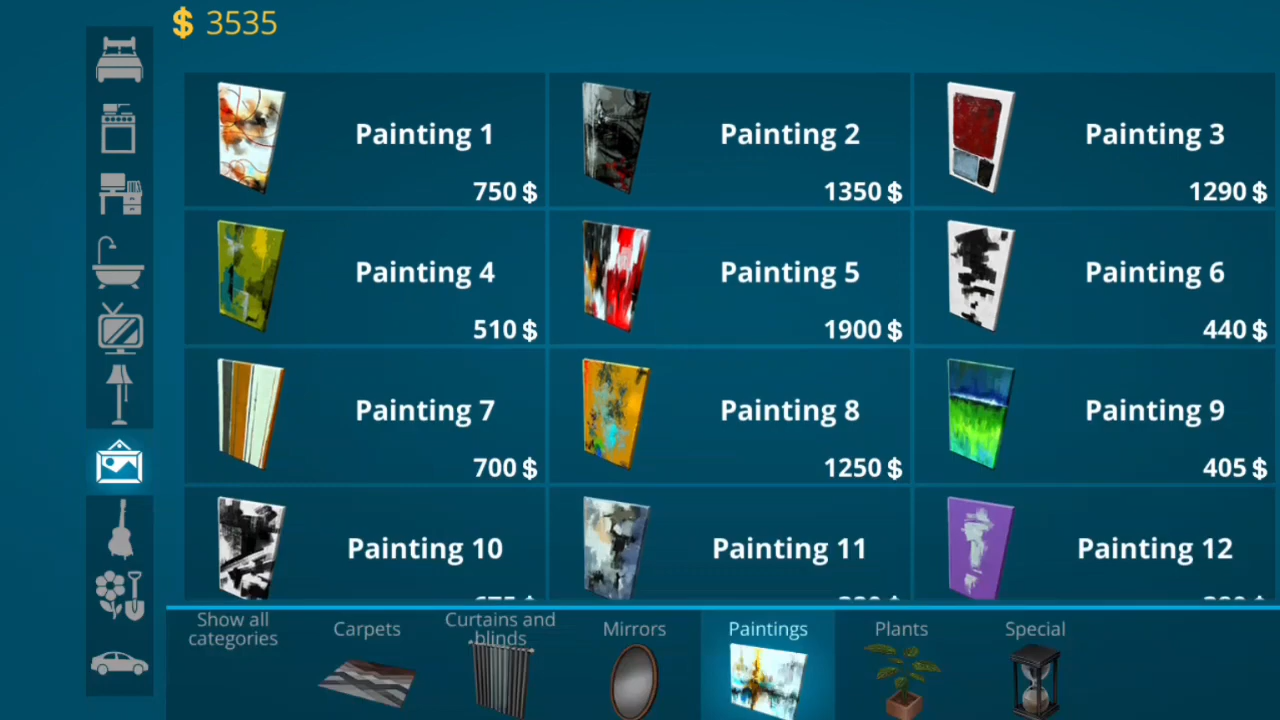 $ 3535
Painting 1
750 $
Painting 2
1350 $
Painting 3
1290 $
Painting 4
510 $
Painting 5
1900 $
Painting 6
440 $
Painting 7
700 $
Painting 8
1250 $
Painting 9
405 $
Painting 10
Painting 11
Painting 12
Show all
categories
Carpets
Curtains and
blinds
Mirrors
Paintings
Plants
Special